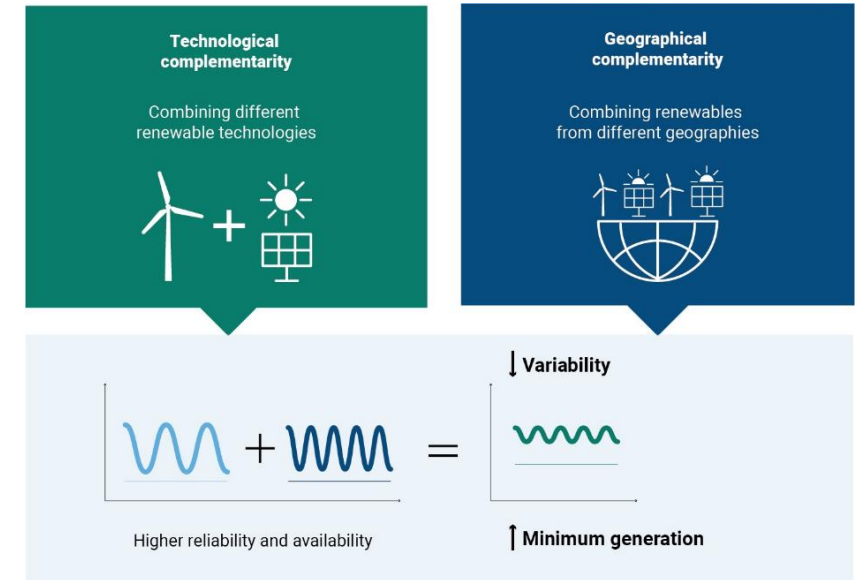 Technological
complementarity
Combining different
renewable technologies
Geographical
complementarity
Combining renewables
from different geographies
+
+
=
↓ Variability
Higher reliability and availability
↑ Minimum generation